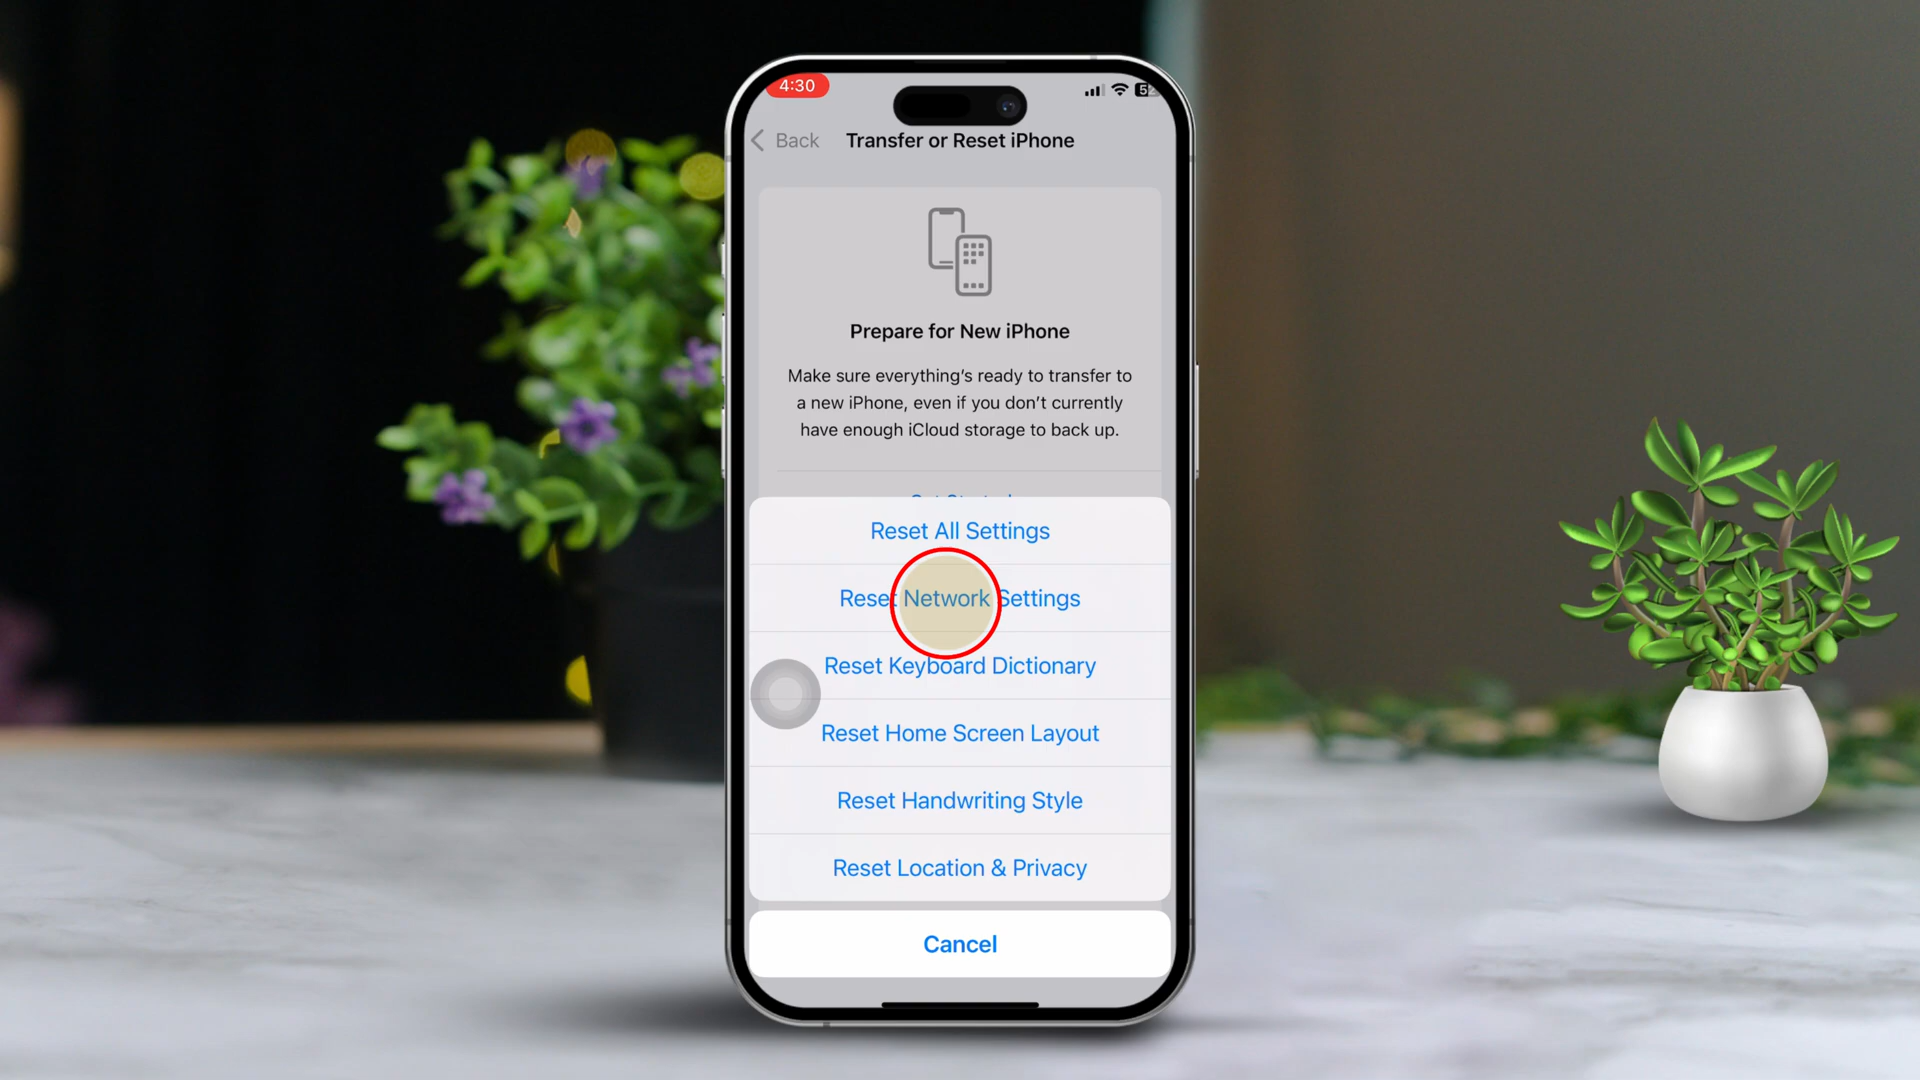 4:30
Back
Transfer or Reset iPhone
Prepare for New iPhone
Make sure everything's ready to transfer to
a new iPhone, even if you don't currently
have enough iCloud storage to back up.
Reset All Settings
Reset Network Settings
Reset Keyboard Dictionary
Reset Home Screen Layout
Reset Handwriting Style
Reset Location & Privacy
Cancel